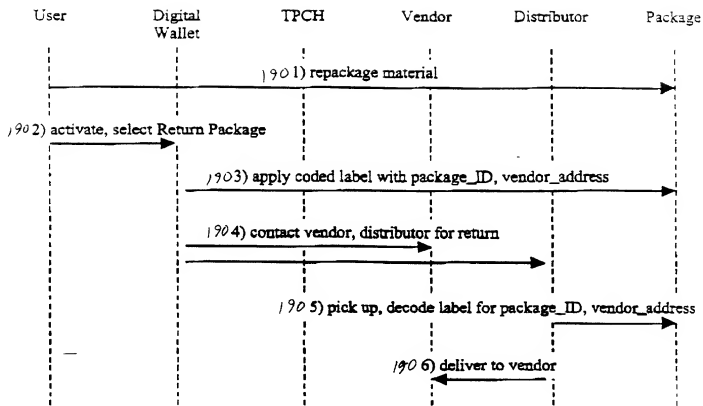 User Digital Wallet TPCH Vendor Distributor Package
1901) repackage material
1902) activate, select Return Package
1903) apply coded label with package_ID, vendor_address
1904) contact vendor, distributor for return
1905) pick up, decode label for package_ID, vendor_address
1906) deliver to vendor